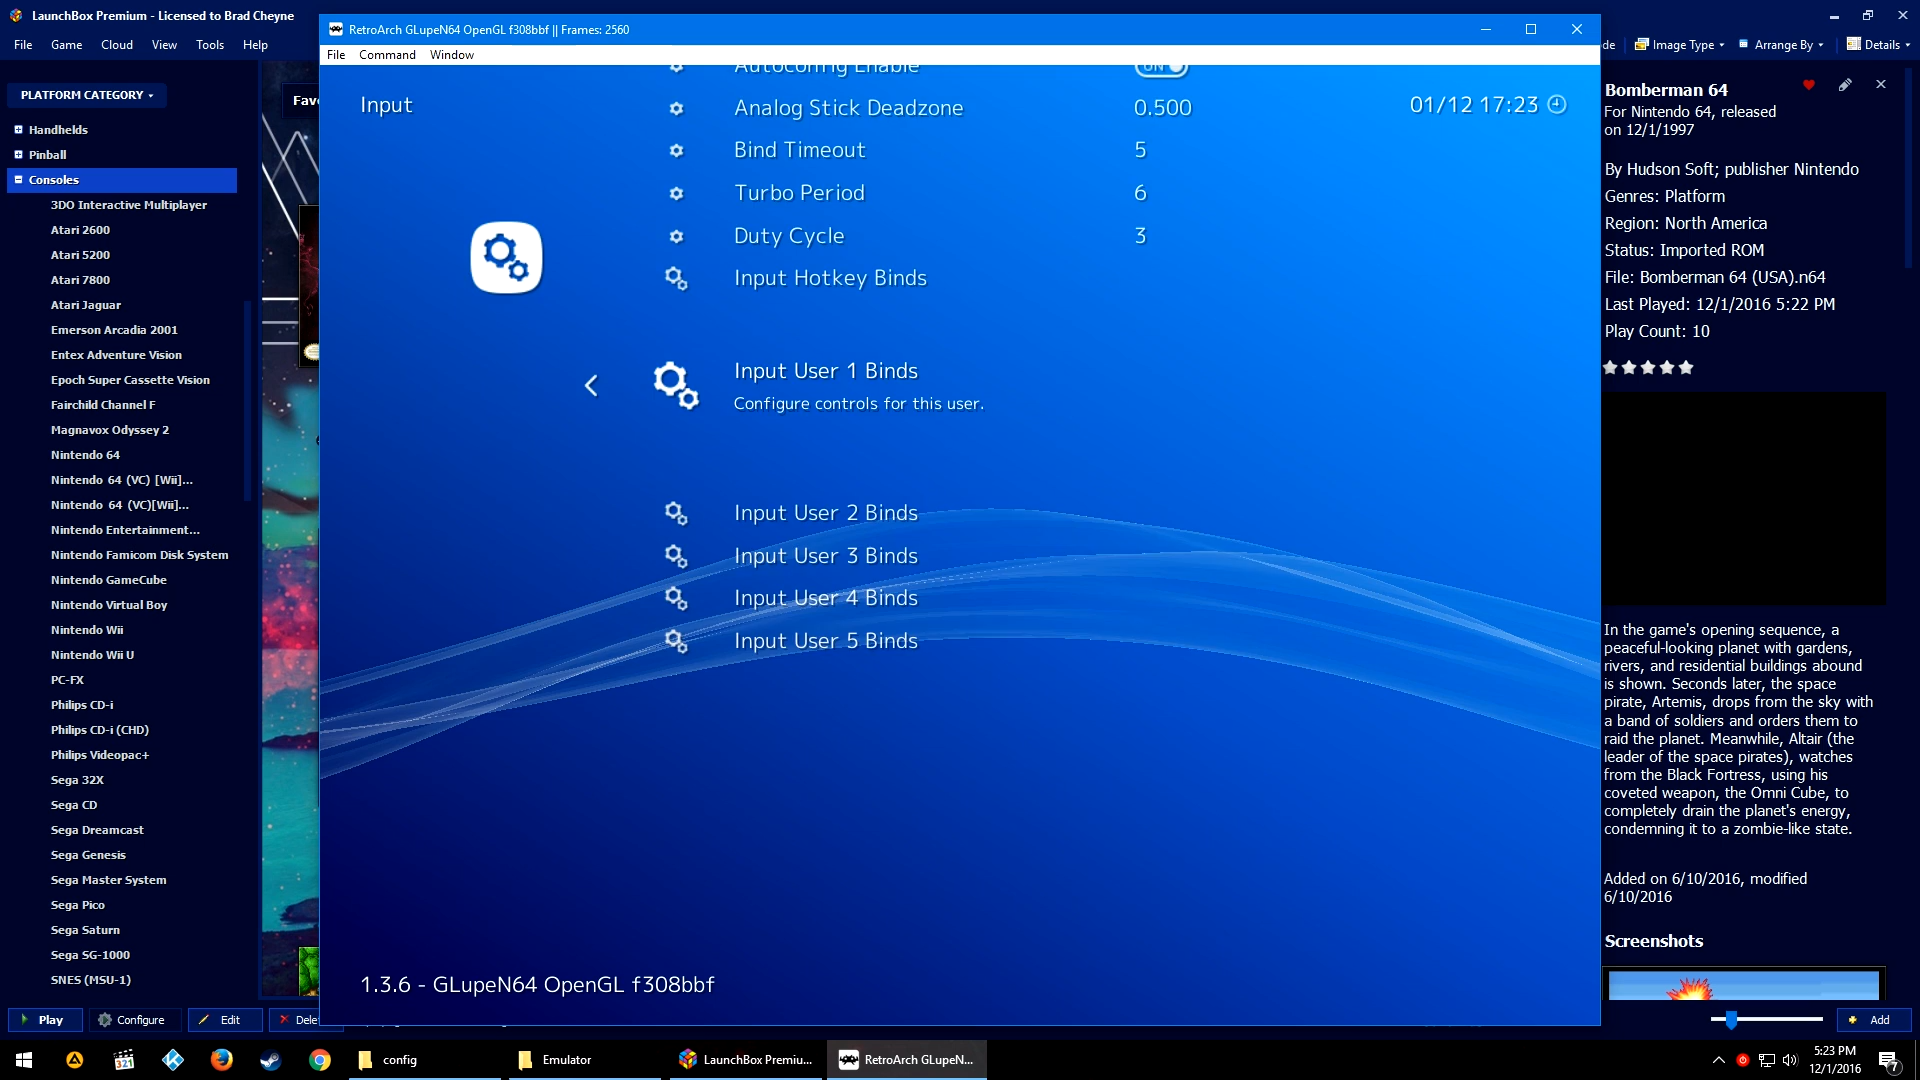 LaunchBox Premium - Licensed to Brad Cheyne
File Game Cloud View Tools Help
de Image Type Arrange By Details
PLATFORM CATEGORY
Handhelds
Pinball
Consoles
3DO Interactive Multiplayer
Atari 2600
Atari 5200
Atari 7800
Atari Jaguar
Emerson Arcadia 2001
Entex Adventure Vision
Epoch Super Cassette Vision
Fairchild Channel F
Magnavox Odyssey 2
Nintendo 64
Nintendo 64 (VC) [Wii]...
Nintendo 64 (VC)[Wii]...
Nintendo Entertainment...
Nintendo Famicom Disk System
Nintendo GameCube
Nintendo Virtual Boy
Nintendo Wii
Nintendo Wii U
PC-FX
Philips CD-i
Philips CD-i (CHD)
Philips Videopac+
Sega 32X
Sega CD
Sega Dreamcast
Sega Genesis
Sega Master System
Sega Pico
Sega Saturn
Sega SG-1000
SNES (MSU-1)
Play Configure Edit Dele
Favo
RetroArch GLupeN64 OpenGL f308bbf || Frames: 2560
File Command Window
Input
01/12 17:23
Autoconfig Enable ON
Analog Stick Deadzone 0.500
Bind Timeout 5
Turbo Period 6
Duty Cycle 3
Input Hotkey Binds
Input User 1 Binds
Configure controls for this user.
Input User 2 Binds
Input User 3 Binds
Input User 4 Binds
Input User 5 Binds
1.3.6 - GLupeN64 OpenGL f308bbf
Bomberman 64
For Nintendo 64, released
on 12/1/1997
By Hudson Soft; publisher Nintendo
Genres: Platform
Region: North America
Status: Imported ROM
File: Bomberman 64 (USA).n64
Last Played: 12/1/2016 5:22 PM
Play Count: 10
In the game's opening sequence, a
peaceful-looking planet with gardens,
rivers, and residential buildings abound
is shown. Seconds later, the space
pirate, Artemis, drops from the sky with
a band of soldiers and orders them to
raid the planet. Meanwhile, Altair (the
leader of the space pirates), watches
from the Black Fortress, using his
coveted weapon, the Omni Cube, to
completely drain the planet's energy,
condemning it to a zombie-like state.
Added on 6/10/2016, modified
6/10/2016
Screenshots
Add
321
config
Emulator
LaunchBox Premiu...
RetroArch GLupeN...
5:23 PM
12/1/2016
7